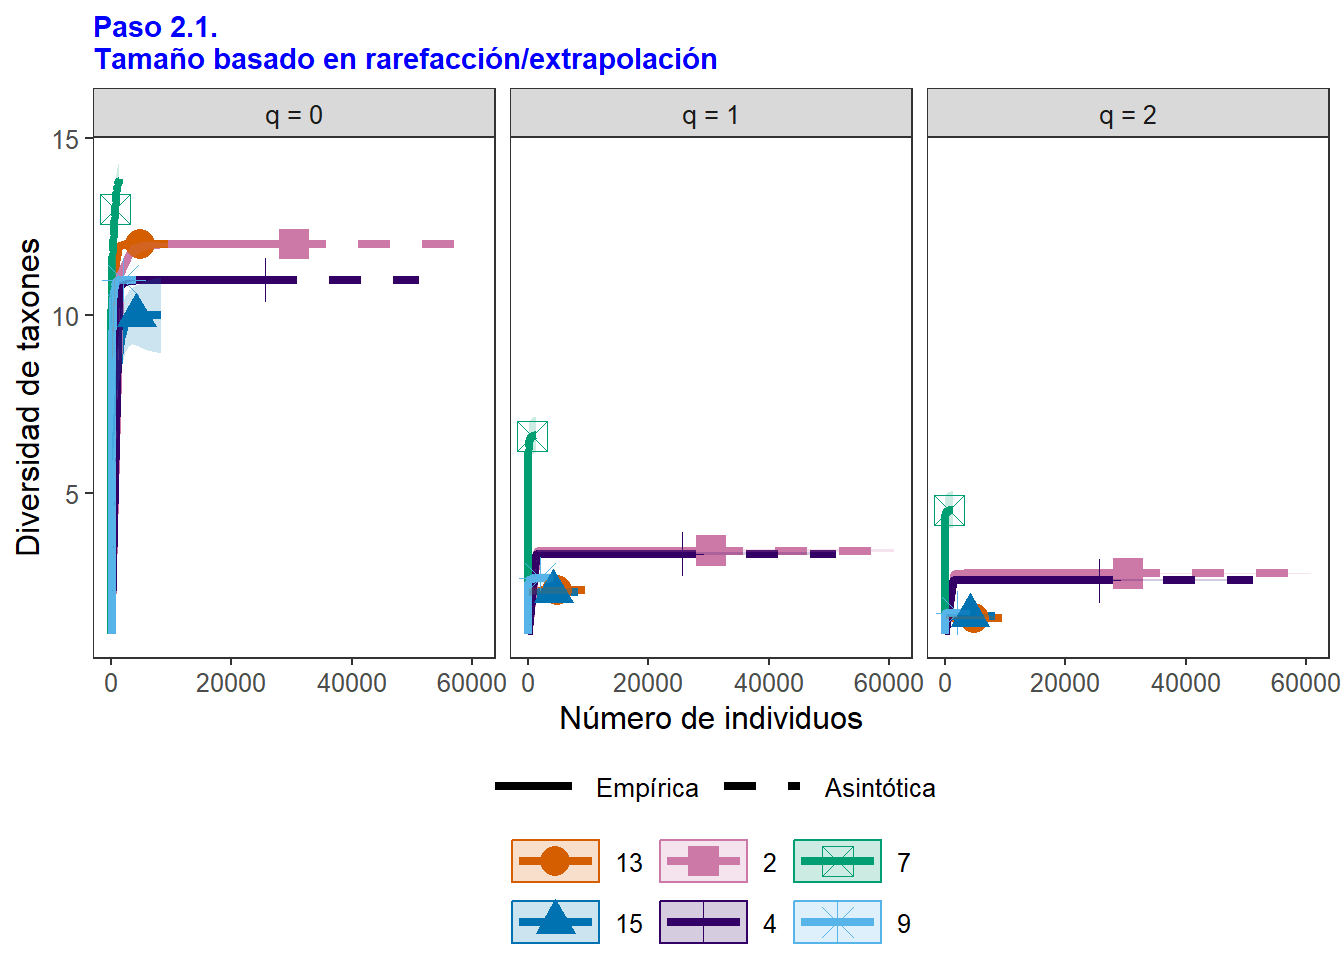 Paso 2.1.
Tamaño basado en rarefacción/extrapolación
q = 0
q = 1
q = 2
Diversidad de taxones
15
10
5
0 20000 40000 60000
0 20000 40000 60000
0 20000 40000 60000
Número de individuos
Empírica Asintótica
13 2 7
15 4 9